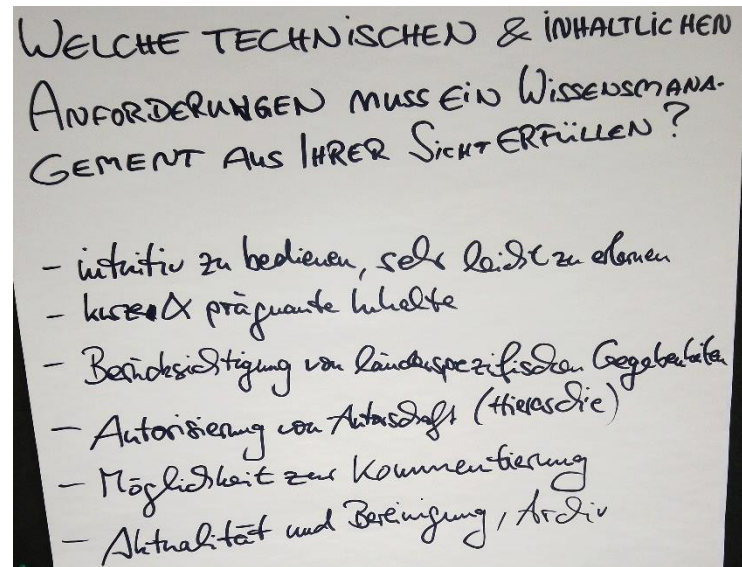 WELCHE TECHNISCHEN & INHALTLICHEN
ANFORDERUNGEN MUSS EIN WISSENSMANA-
GEMENT AUS IHRER SICHT ERFÜLLEN?
- intuitiv zu bedienen, sehr leicht zu erlernen
- kurze & prägnante Inhalte
- Berücksichtigung von länderspezifischen Gegebenheiten
- Autorisierung von Autorschaft (Hierarchie)
- Möglichkeit zur Kommentierung
- Aktualität und Bereinigung, Archiv